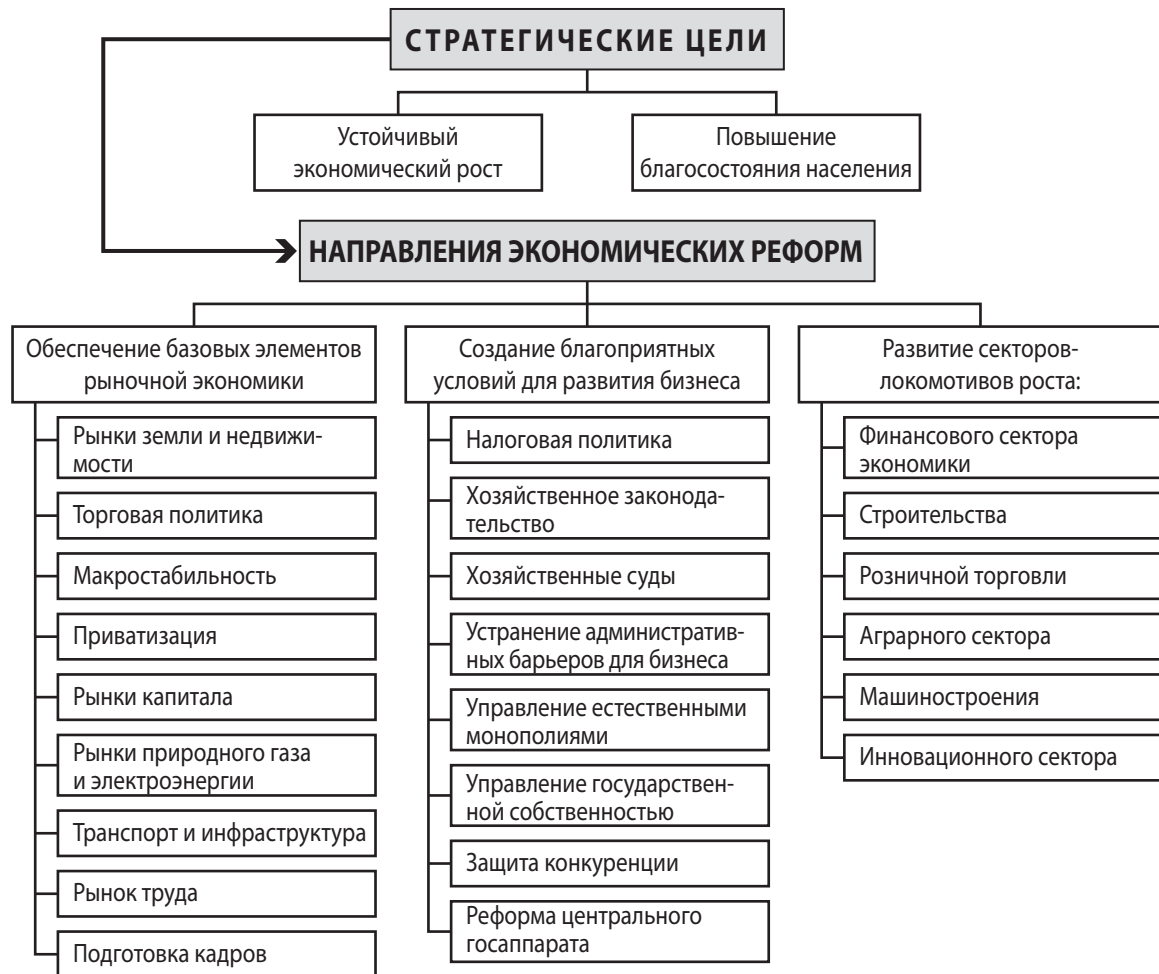 СТРАТЕГИЧЕСКИЕ ЦЕЛИ
Устойчивый
экономический рост
Повышение
благосостояния населения
НАПРАВЛЕНИЯ ЭКОНОМИЧЕСКИХ РЕФОРМ
Обеспечение базовых элементов
рыночной экономики
Рынки земли и недвижи-
мости
Торговая политика
Макростабильность
Приватизация
Рынки капитала
Рынки природного газа
и электроэнергии
Транспорт и инфраструктура
Рынок труда
Подготовка кадров
Создание благоприятных
условий для развития бизнеса
Налоговая политика
Хозяйственное законода-
тельство
Хозяйственные суды
Устранение административ-
ных барьеров для бизнеса
Управление естественными
монополиями
Управление государствен-
ной собственностью
Защита конкуренции
Реформа центрального
госаппарата
Развитие секторов-
локомотивов роста:
Финансового сектора
экономики
Строительства
Розничной торговли
Аграрного сектора
Машиностроения
Инновационного сектора